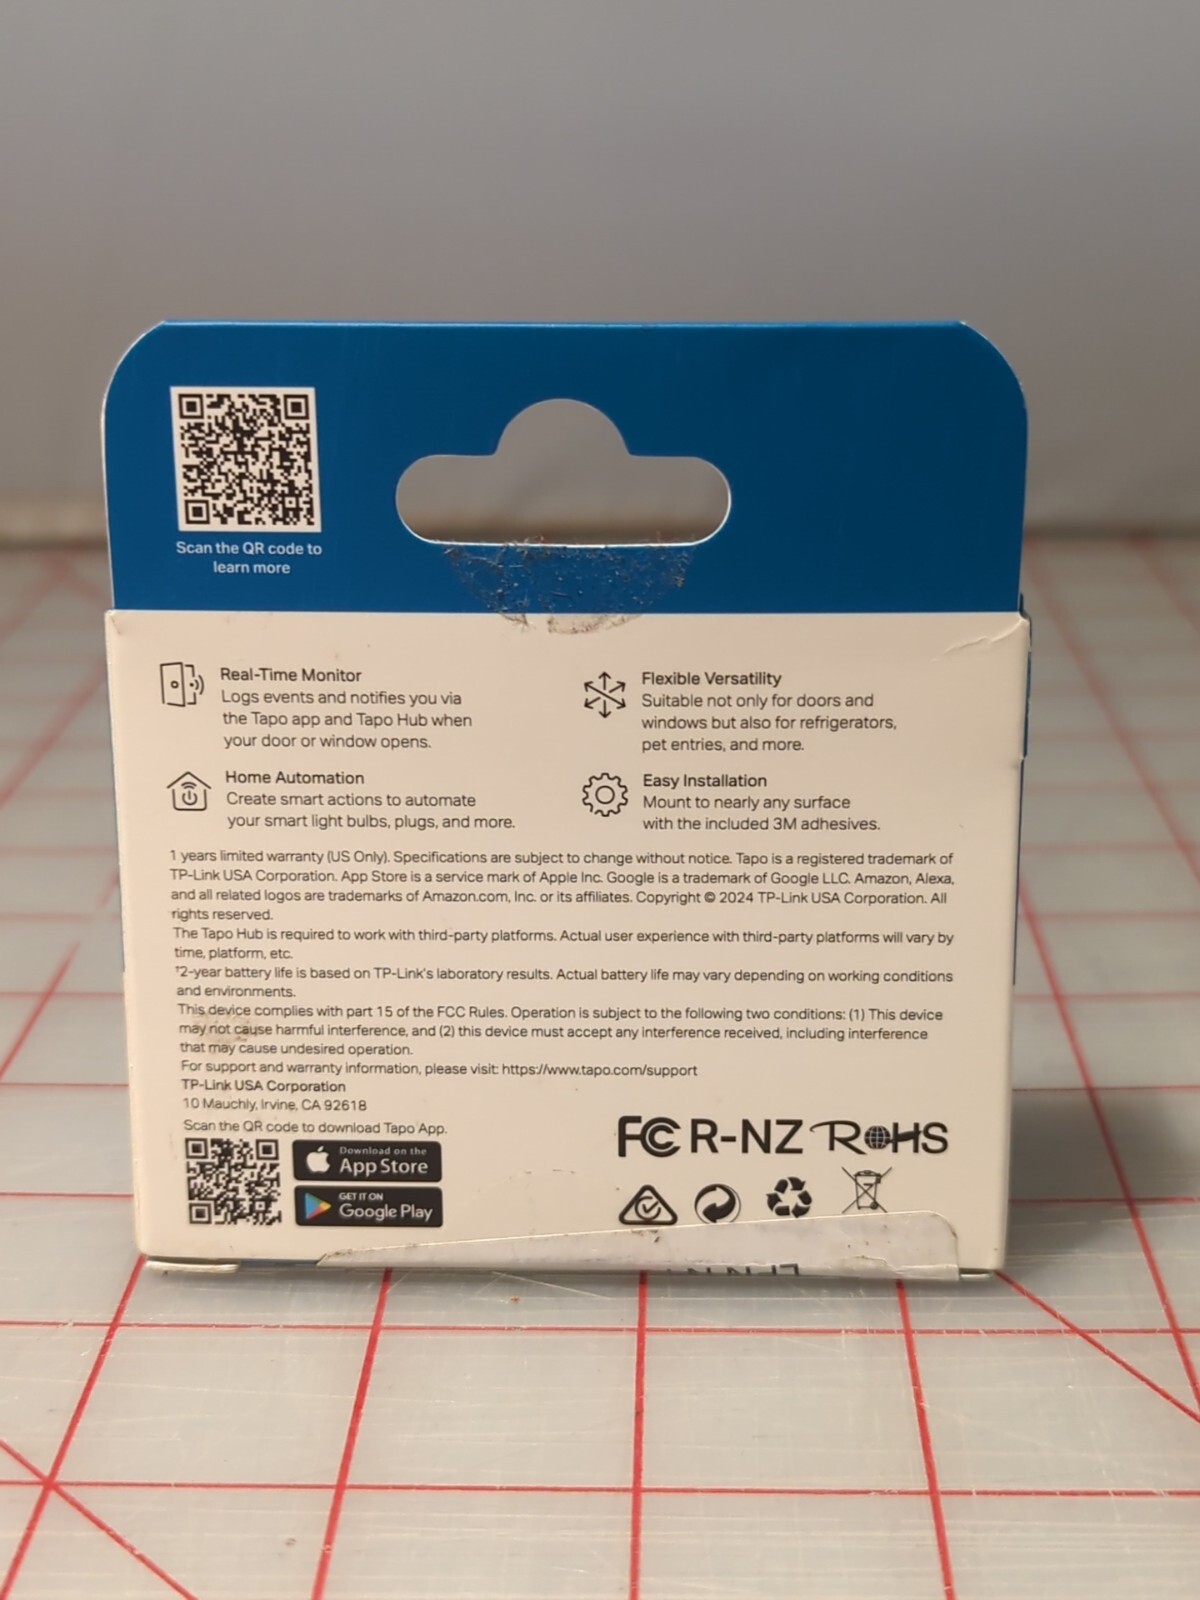 Scan the QR code to
learn more
Real-Time Monitor
Logs events and notifies you via
the Tapo app and Tapo Hub when
your door or window opens.
Flexible Versatility
Suitable not only for doors and
windows but also for refrigerators,
pet entries, and more.
Home Automation
Create smart actions to automate
your smart light bulbs, plugs, and more.
Easy Installation
Mount to nearly any surface
with the included 3M adhesives.
1 years limited warranty (US Only). Specifications are subject to change without notice. Tapo is a registered trademark of
TP-Link USA Corporation. App Store is a service mark of Apple Inc. Google is a trademark of Google LLC. Amazon, Alexa,
and all related logos are trademarks of Amazon.com, Inc. or its affiliates. Copyright © 2024 TP-Link USA Corporation. All
rights reserved.
The Tapo Hub is required to work with third-party platforms. Actual user experience with third-party platforms will vary by
time, platform, etc.
†2-year battery life is based on TP-Link's laboratory results. Actual battery life may vary depending on working conditions
and environments.
This device complies with part 15 of the FCC Rules. Operation is subject to the following two conditions: (1) This device
may not cause harmful interference, and (2) this device must accept any interference received, including interference
that may cause undesired operation.
For support and warranty information, please visit: https://www.tapo.com/support
TP-Link USA Corporation
10 Mauchly, Irvine, CA 92618
Scan the QR code to download Tapo App.
Download on the
App Store
GET IT ON
Google Play
FC R-NZ RoHS